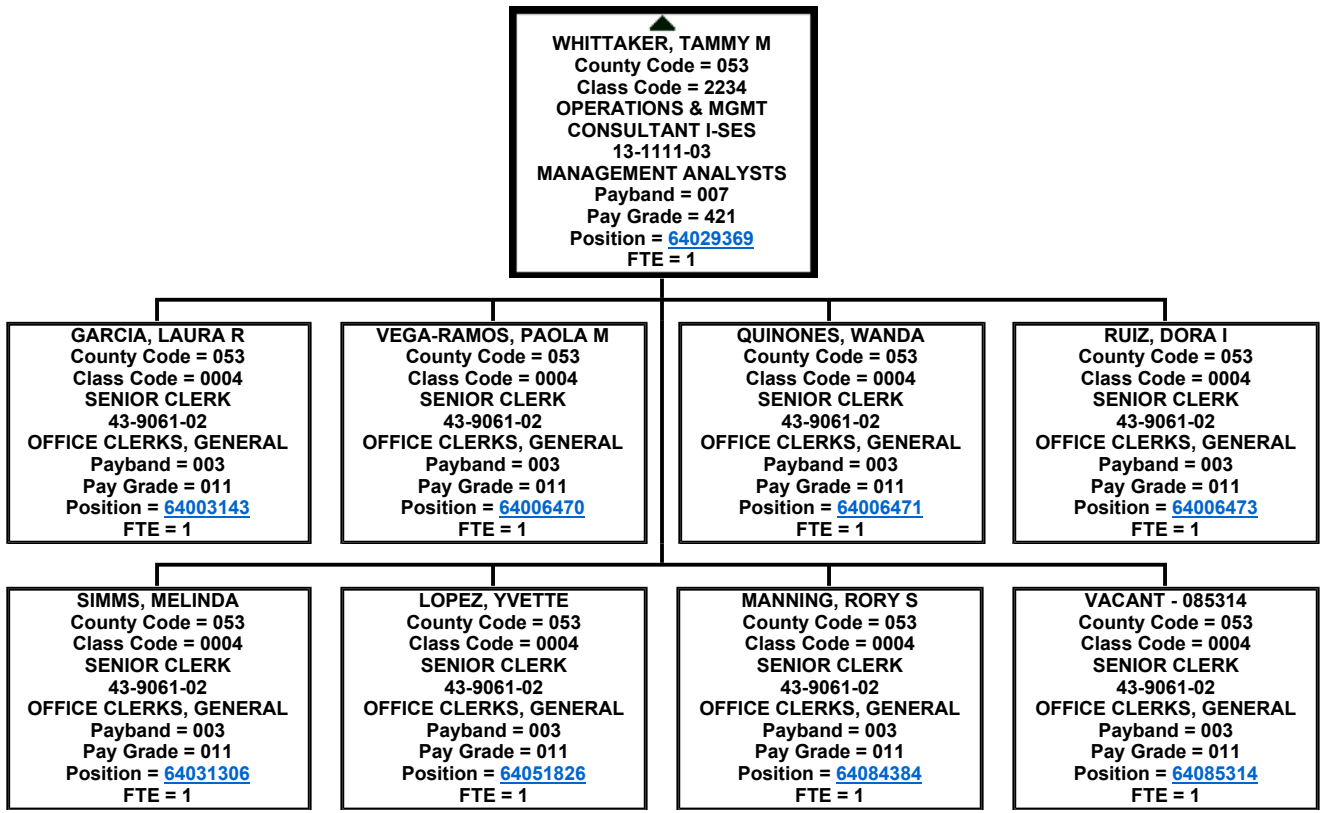 WHITTAKER, TAMMY M
County Code = 053
Class Code = 2234
OPERATIONS & MGMT
CONSULTANT I-SES
13-1111-03
MANAGEMENT ANALYSTS
Payband = 007
Pay Grade = 421
Position = 64029369
FTE = 1
GARCIA, LAURA R
County Code = 053
Class Code = 0004
SENIOR CLERK
43-9061-02
OFFICE CLERKS, GENERAL
Payband = 003
Pay Grade = 011
Position = 64003143
FTE = 1
VEGA-RAMOS, PAOLA M
County Code = 053
Class Code = 0004
SENIOR CLERK
43-9061-02
OFFICE CLERKS, GENERAL
Payband = 003
Pay Grade = 011
Position = 64006470
FTE = 1
QUINONES, WANDA
County Code = 053
Class Code = 0004
SENIOR CLERK
43-9061-02
OFFICE CLERKS, GENERAL
Payband = 003
Pay Grade = 011
Position = 64006471
FTE = 1
RUIZ, DORA I
County Code = 053
Class Code = 0004
SENIOR CLERK
43-9061-02
OFFICE CLERKS, GENERAL
Payband = 003
Pay Grade = 011
Position = 64006473
FTE = 1
SIMMS, MELINDA
County Code = 053
Class Code = 0004
SENIOR CLERK
43-9061-02
OFFICE CLERKS, GENERAL
Payband = 003
Pay Grade = 011
Position = 64031306
FTE = 1
LOPEZ, YVETTE
County Code = 053
Class Code = 0004
SENIOR CLERK
43-9061-02
OFFICE CLERKS, GENERAL
Payband = 003
Pay Grade = 011
Position = 64051826
FTE = 1
MANNING, RORY S
County Code = 053
Class Code = 0004
SENIOR CLERK
43-9061-02
OFFICE CLERKS, GENERAL
Payband = 003
Pay Grade = 011
Position = 64084384
FTE = 1
VACANT - 085314
County Code = 053
Class Code = 0004
SENIOR CLERK
43-9061-02
OFFICE CLERKS, GENERAL
Payband = 003
Pay Grade = 011
Position = 64085314
FTE = 1